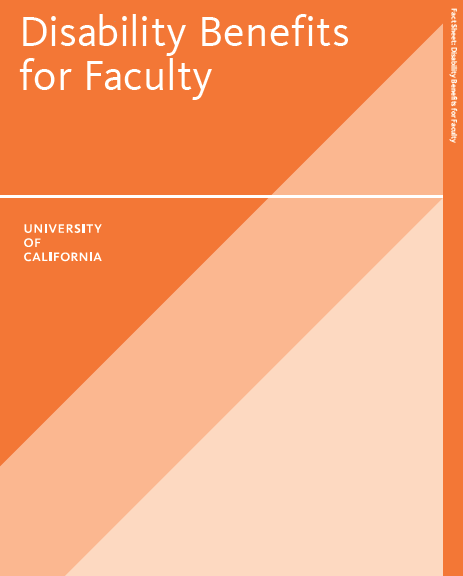 Disability Benefits
for Faculty
UNIVERSITY
OF
CALIFORNIA
Fact Sheet: Disability Benefits for Faculty